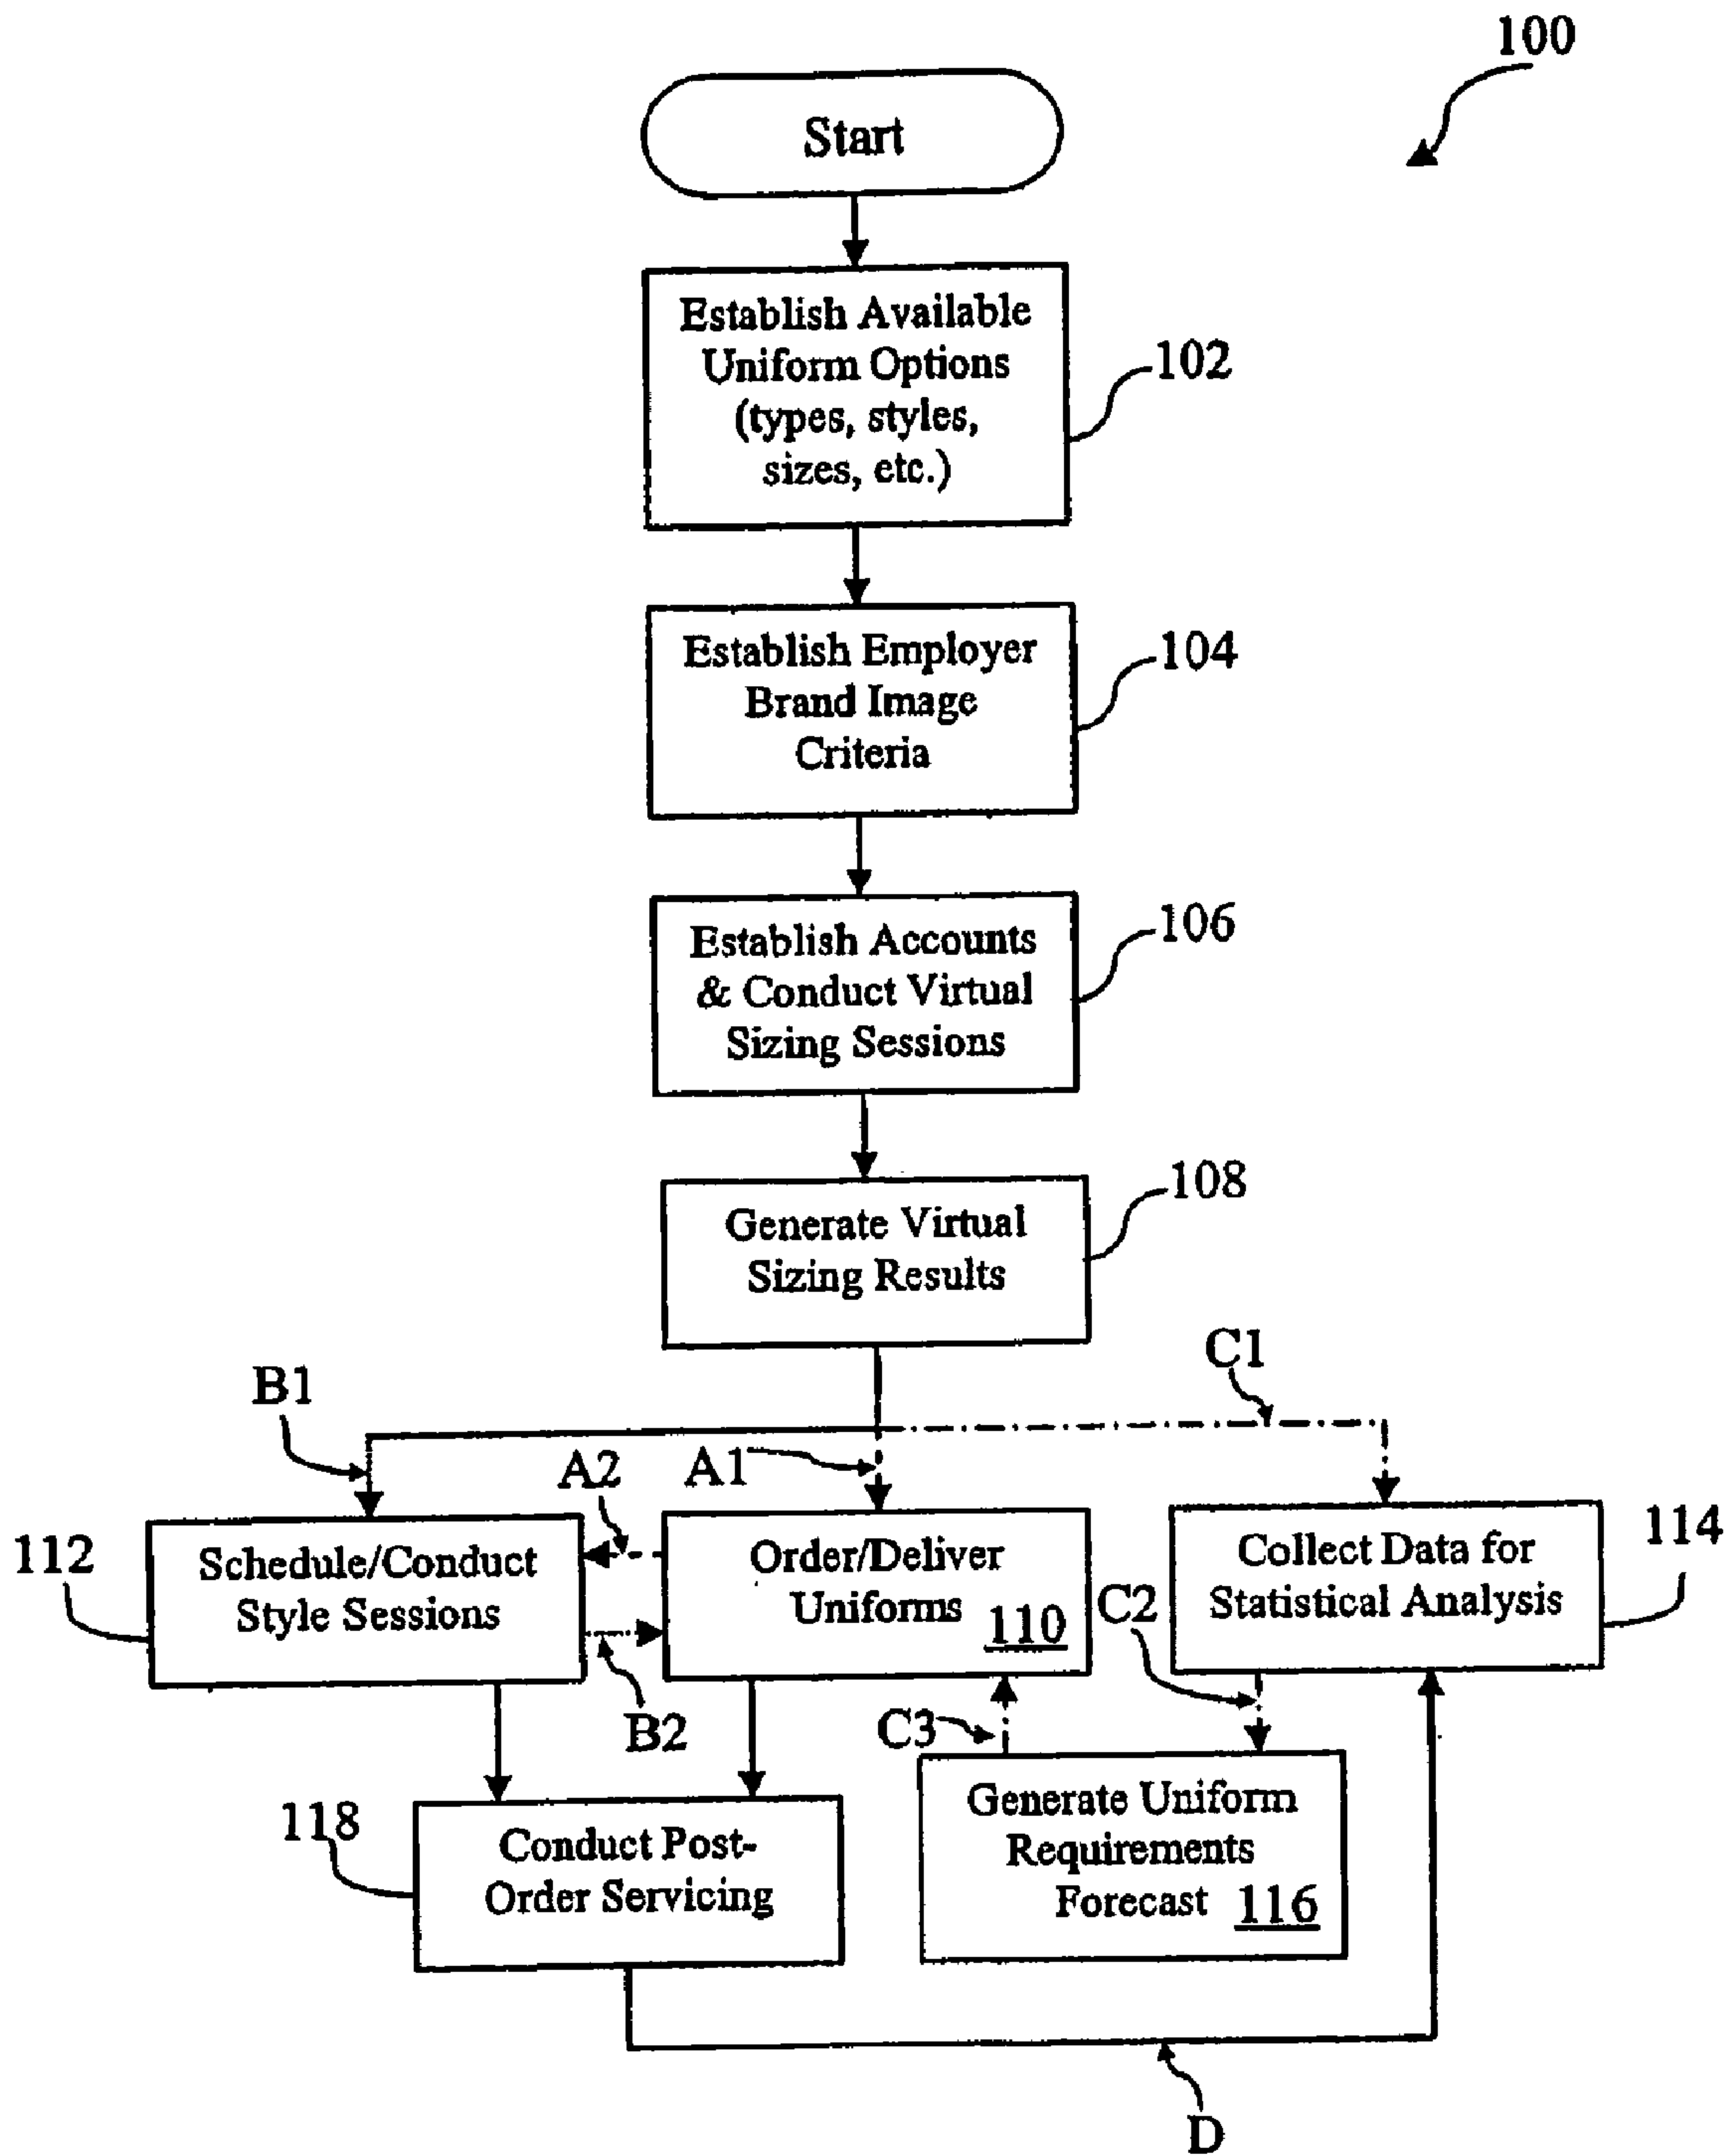 100
Start
Establish Available
Uniform Options
(types, styles,
sizes, etc.)
102
Establish Employer
Brand Image
Criteria
104
Establish Accounts
& Conduct Virtual
Sizing Sessions
106
Generate Virtual
Sizing Results
108
B1
A2
A1
C1
112
Schedule/Conduct
Style Sessions
Order/Deliver
Uniforms
110
Collect Data for
Statistical Analysis
114
B2
C3
C2
118
Conduct Post-
Order Servicing
Generate Uniform
Requirements
Forecast 116
D